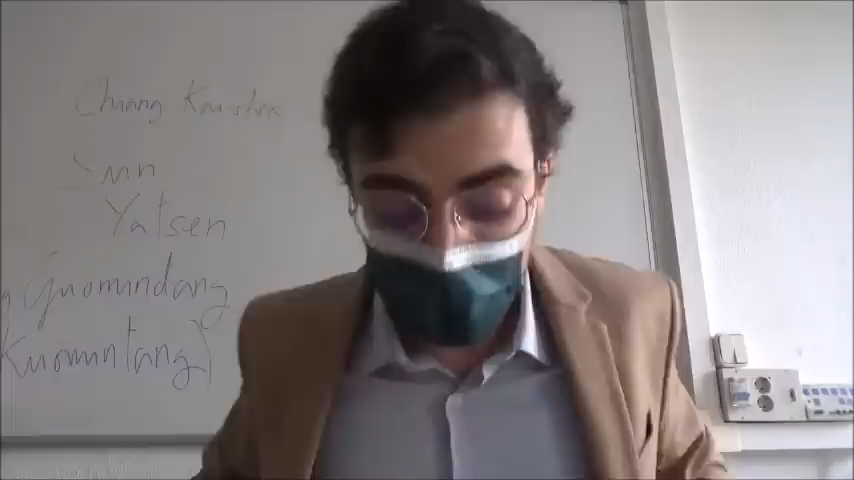 Chiang Kai-shek
Sun
Yatsen
Guomindang
Kuomintang)